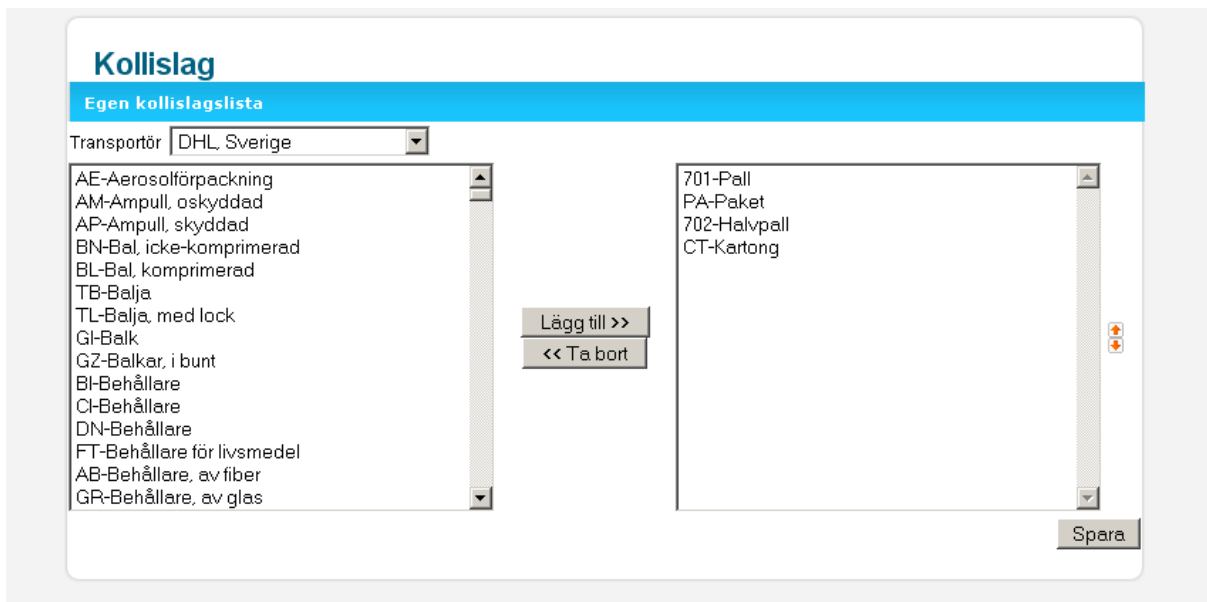 Kollislag
Egen kollislagslista
Transportör DHL, Sverige
AE-Aerosolförpackning
AM-Ampull, oskyddad
AP-Ampull, skyddad
BN-Bal, icke-komprimerad
BL-Bal, komprimerad
TB-Balja
TL-Balja, med lock
GI-Balk
GZ-Balkar, i bunt
BI-Behållare
CI-Behållare
DN-Behållare
FT-Behållare för livsmedel
AB-Behållare, av fiber
GR-Behållare, av glas
Lägg till >>
<< Ta bort
701-Pall
PA-Paket
702-Halvpall
CT-Kartong
Spara